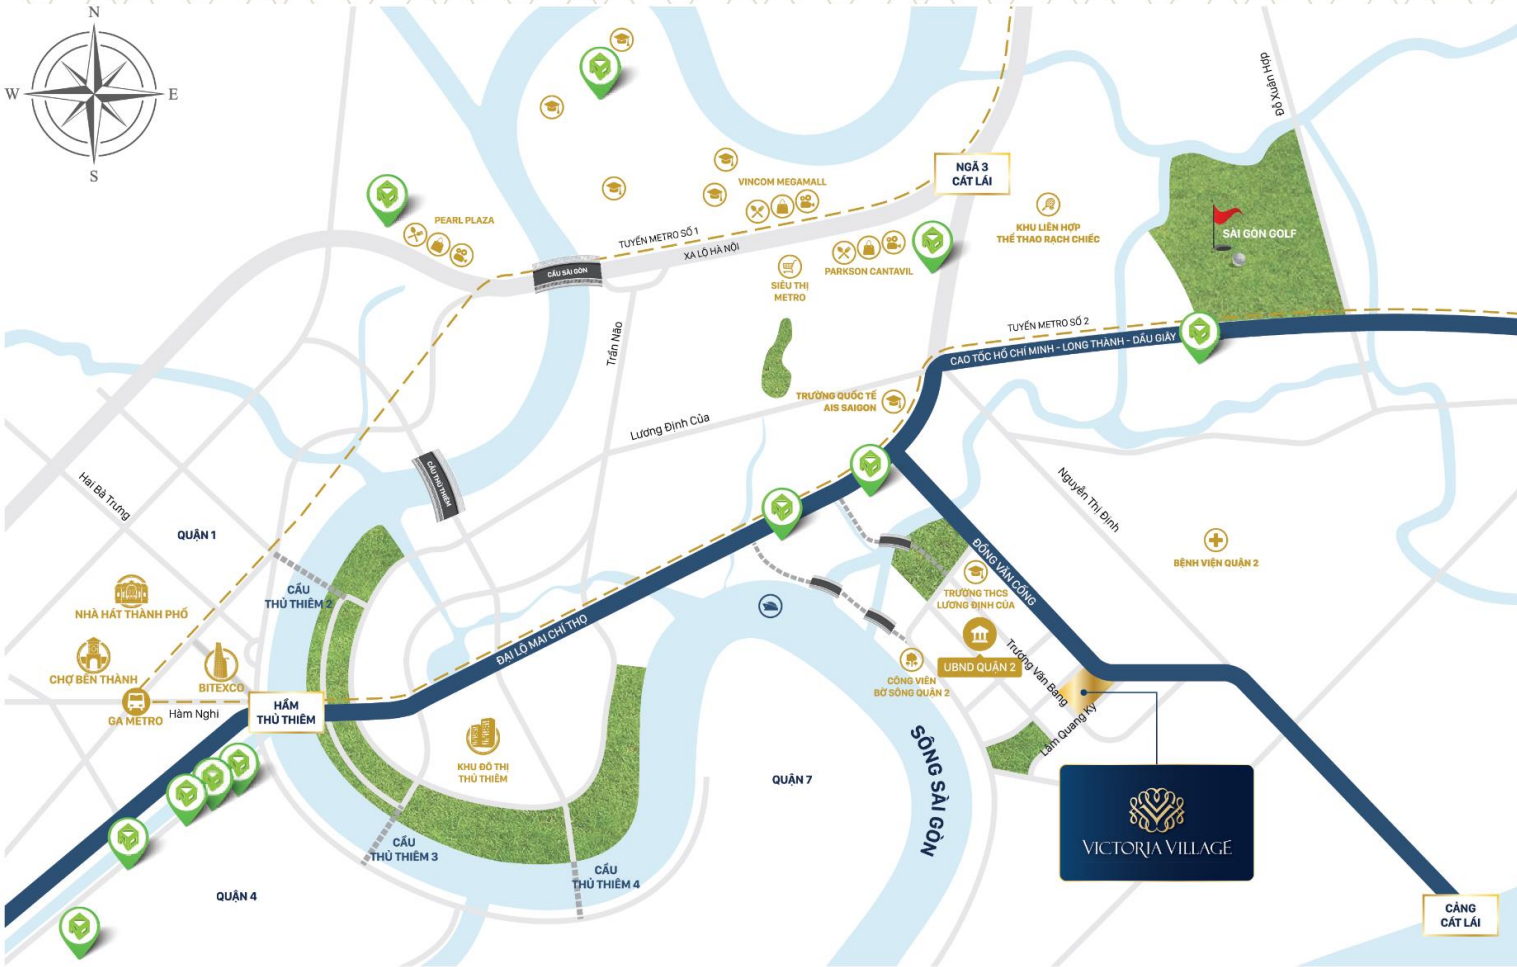 N
W
E
S
Đỗ Xuân Hợp
NGÃ 3
CÁT LÁI
VINCOM MEGAMALL
PEARL PLAZA
KHU LIÊN HỢP
THỂ THAO RẠCH CHIẾC
SÀI GÒN GOLF
TUYẾN METRO SỐ 1
XA LỘ HÀ NỘI
CẦU SÀI GÒN
SIÊU THỊ
METRO
PARKSON CANTAVIL
TUYẾN METRO SỐ 2
CAO TỐC HỒ CHÍ MINH - LONG THÀNH - DẦU GIÂY
Trần Não
TRƯỜNG QUỐC TẾ
AIS SAIGON
Lương Định Của
CẦU THỦ THIÊM
Hai Bà Trưng
QUẬN 1
Nguyễn Thị Định
BỆNH VIỆN QUẬN 2
ĐỒNG VĂN CỐNG
CẦU
THỦ THIÊM 2
TRƯỜNG THCS
LƯƠNG ĐỊNH CỦA
NHÀ HÁT THÀNH PHỐ
ĐẠI LỘ MAI CHÍ THỌ
UBND QUẬN 2
Trương Văn Bang
CHỢ BẾN THÀNH
BITEXCO
CÔNG VIÊN
BỜ SÔNG QUẬN 2
GA METRO
Hàm Nghi
HẦM
THỦ THIÊM
Lâm Quang Ky
KHU ĐÔ THỊ
THỦ THIÊM
QUẬN 7
SÔNG SÀI GÒN
VICTORIA VILLAGE
CẦU
THỦ THIÊM 3
CẦU
THỦ THIÊM 4
QUẬN 4
CẢNG
CÁT LÁI